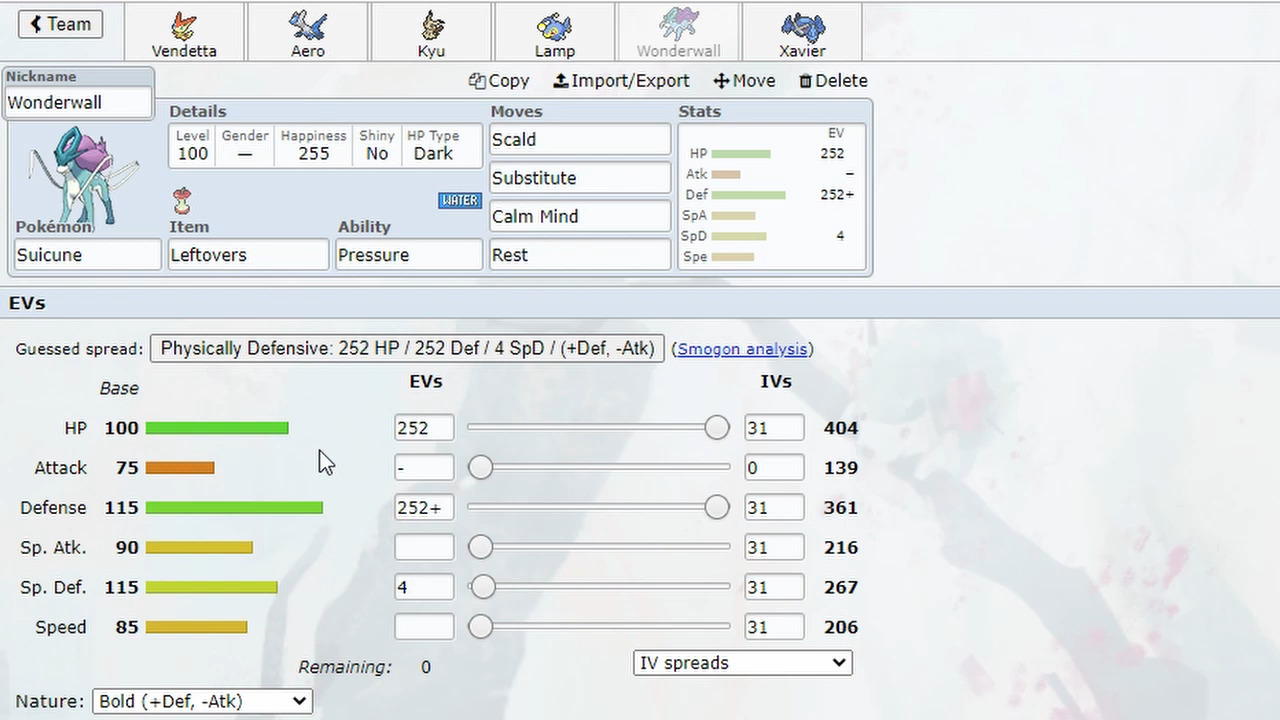 Team
Vendetta
Aero
Kyu
Lamp
Wonderwall
Xavier
Nickname
Wonderwall
Copy
Import/Export
Move
Delete
Details
Level
100
Gender
—
Happiness
255
Shiny
No
HP Type
Dark
WATER
Pokémon
Suicune
Item
Leftovers
Ability
Pressure
Moves
Scald
Substitute
Calm Mind
Rest
Stats
EV
HP 252
Atk –
Def 252+
SpA
SpD 4
Spe
EVs
Guessed spread: Physically Defensive: 252 HP / 252 Def / 4 SpD / (+Def, -Atk) (Smogon analysis)
Base EVs IVs
HP 100 252 31 404
Attack 75 - 0 139
Defense 115 252+ 31 361
Sp. Atk. 90 31 216
Sp. Def. 115 4 31 267
Speed 85 31 206
Remaining: 0
IV spreads
Nature: Bold (+Def, -Atk)